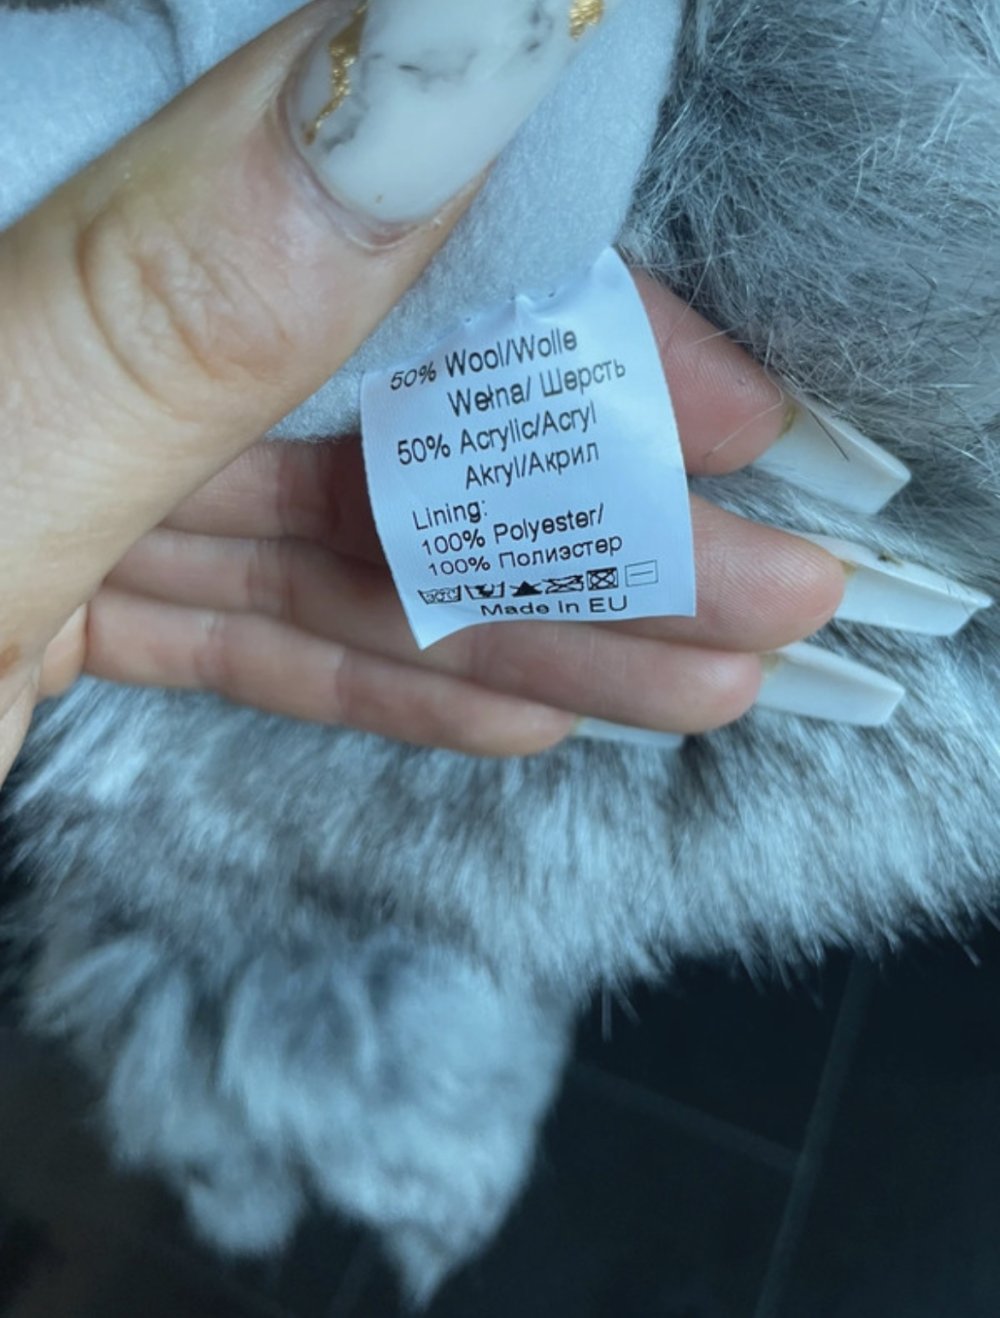 50% Wool/Wolle
Wełna/ Шерсть
50% Acrylic/Acryl
Akryl/Акрил
Lining:
100% Polyester/
100% Полиэстер
Made In EU